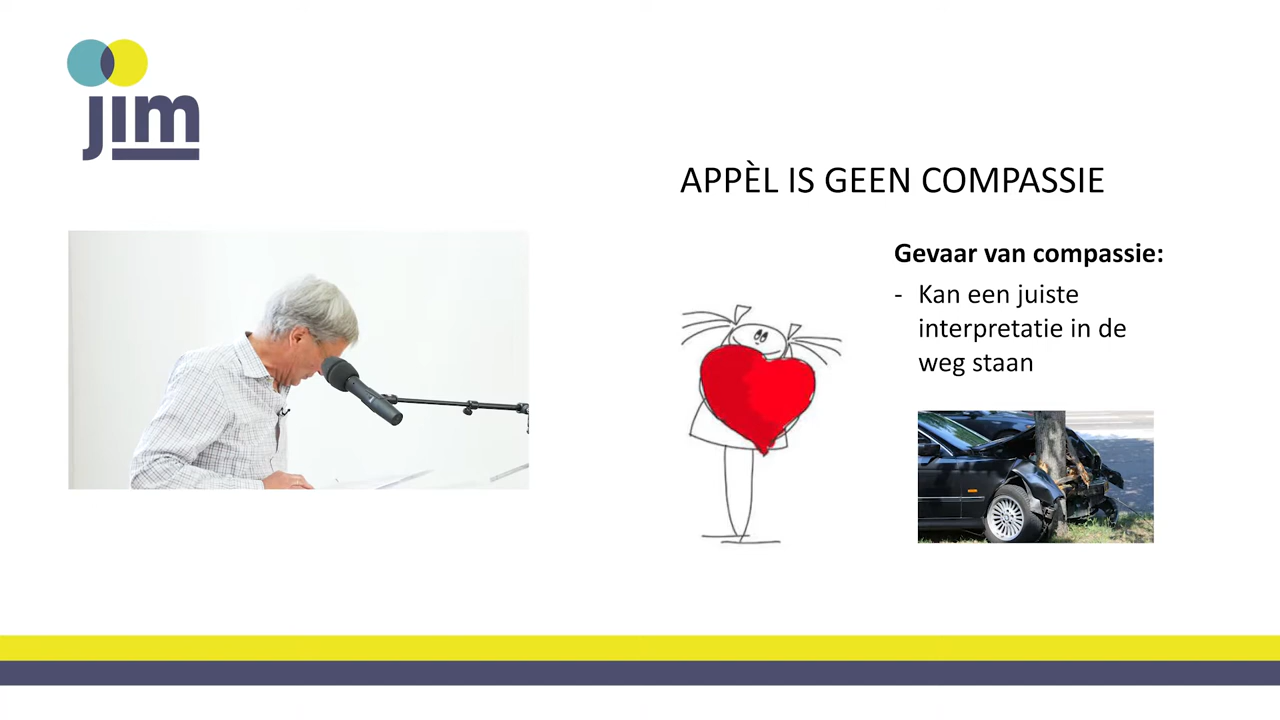 jim
APPÈL IS GEEN COMPASSIE
Gevaar van compassie:
- Kan een juiste
interpretatie in de
weg staan